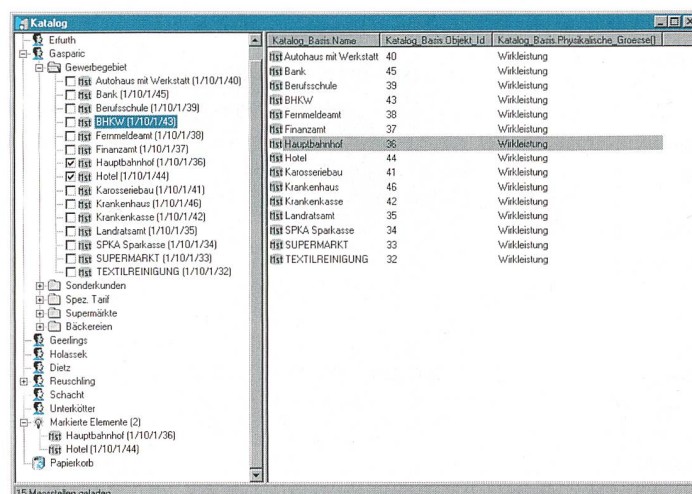 Katalog
Erfurth
Gasparic
Gewerbegebiet
Autohaus mit Werkstatt (1/10/1/40)
Bank (1/10/1/45)
Berufsschule (1/10/1/39)
BHKW (1/10/1/43)
Fernmeldeamt (1/10/1/38)
Finanzamt (1/10/1/37)
Hauptbahnhof (1/10/1/36)
Hotel (1/10/1/44)
Karosseriebau (1/10/1/41)
Krankenhaus (1/10/1/46)
Krankenkasse (1/10/1/42)
Landratsamt (1/10/1/35)
SPKA Sparkasse (1/10/1/34)
SUPERMARKT (1/10/1/33)
TEXTILREINIGUNG (1/10/1/32)
Sonderkunden
Spez. Tarif
Supermärkte
Bäckereien
Geerlings
Holassek
Dietz
Reuschling
Schacht
Unterkötter
Markierte Elemente (2)
Hauptbahnhof (1/10/1/36)
Hotel (1/10/1/44)
Papierkorb
Katalog_Basis.Name Katalog_Basis.Objekt_Id Katalog_Basis.Physikalische_Groesse()
Autohaus mit Werkstatt 40 Wirkleistung
Bank 45 Wirkleistung
Berufsschule 39 Wirkleistung
BHKW 43 Wirkleistung
Fernmeldeamt 38 Wirkleistung
Finanzamt 37 Wirkleistung
Hauptbahnhof 36 Wirkleistung
Hotel 44 Wirkleistung
Karosseriebau 41 Wirkleistung
Krankenhaus 46 Wirkleistung
Krankenkasse 42 Wirkleistung
Landratsamt 35 Wirkleistung
SPKA Sparkasse 34 Wirkleistung
SUPERMARKT 33 Wirkleistung
TEXTILREINIGUNG 32 Wirkleistung
15 Messstellen geladen